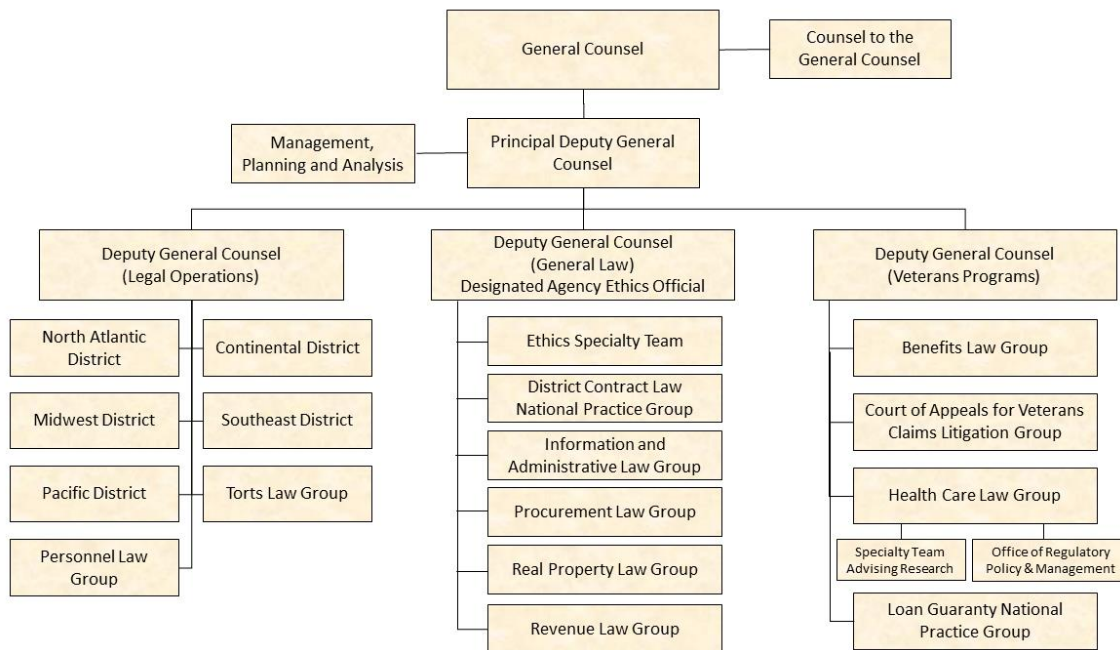 General Counsel
Counsel to the
General Counsel
Management,
Planning and Analysis
Principal Deputy General
Counsel
Deputy General Counsel
(Legal Operations)
North Atlantic
District
Continental District
Midwest District
Southeast District
Pacific District
Torts Law Group
Personnel Law
Group
Deputy General Counsel
(General Law)
Designated Agency Ethics Official
Ethics Specialty Team
District Contract Law
National Practice Group
Information and
Administrative Law Group
Procurement Law Group
Real Property Law Group
Revenue Law Group
Deputy General Counsel
(Veterans Programs)
Benefits Law Group
Court of Appeals for Veterans
Claims Litigation Group
Health Care Law Group
Specialty Team
Advising Research
Office of Regulatory
Policy & Management
Loan Guaranty National
Practice Group